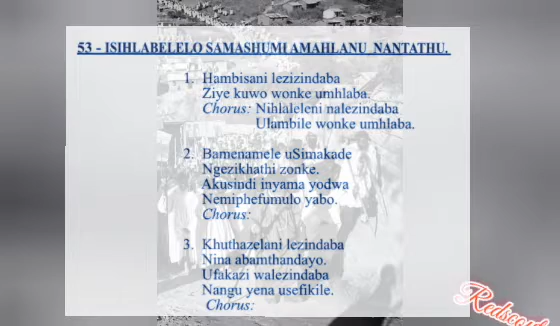 53 - ISIHLABELELO SAMASHUMI AMAHLANU NANTATHU.
1. Hambisani lezizindaba
Ziye kuwo wonke umhlaba.
Chorus: Nihlaleleni nalezindaba
Ulambile wonke umhlaba.
2. Bamenamele uSimakade
Ngezikhathi zonke.
Akusindi inyama yodwa
Nemiphefumulo yabo.
Chorus:
3. Khuthazelani lezindaba
Nina abamthandayo.
Ufakazi walezindaba
Nangu yena usefikile.
Chorus: